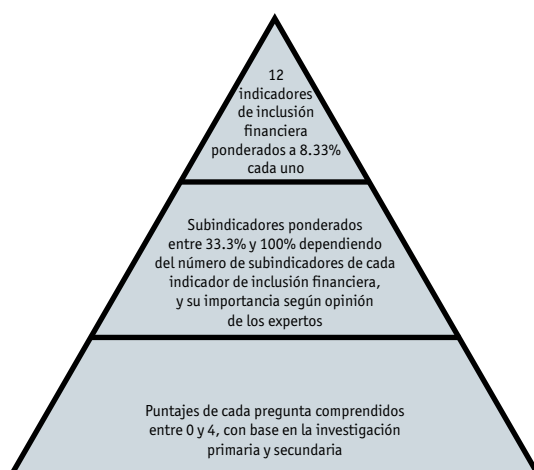 12
indicadores
de inclusión
financiera
ponderados a 8.33%
cada uno
Subindicadores ponderados
entre 33.3% y 100% dependiendo
del número de subindicadores de cada
indicador de inclusión financiera,
y su importancia según opinión
de los expertos
Puntajes de cada pregunta comprendidos
entre 0 y 4, con base en la investigación
primaria y secundaria